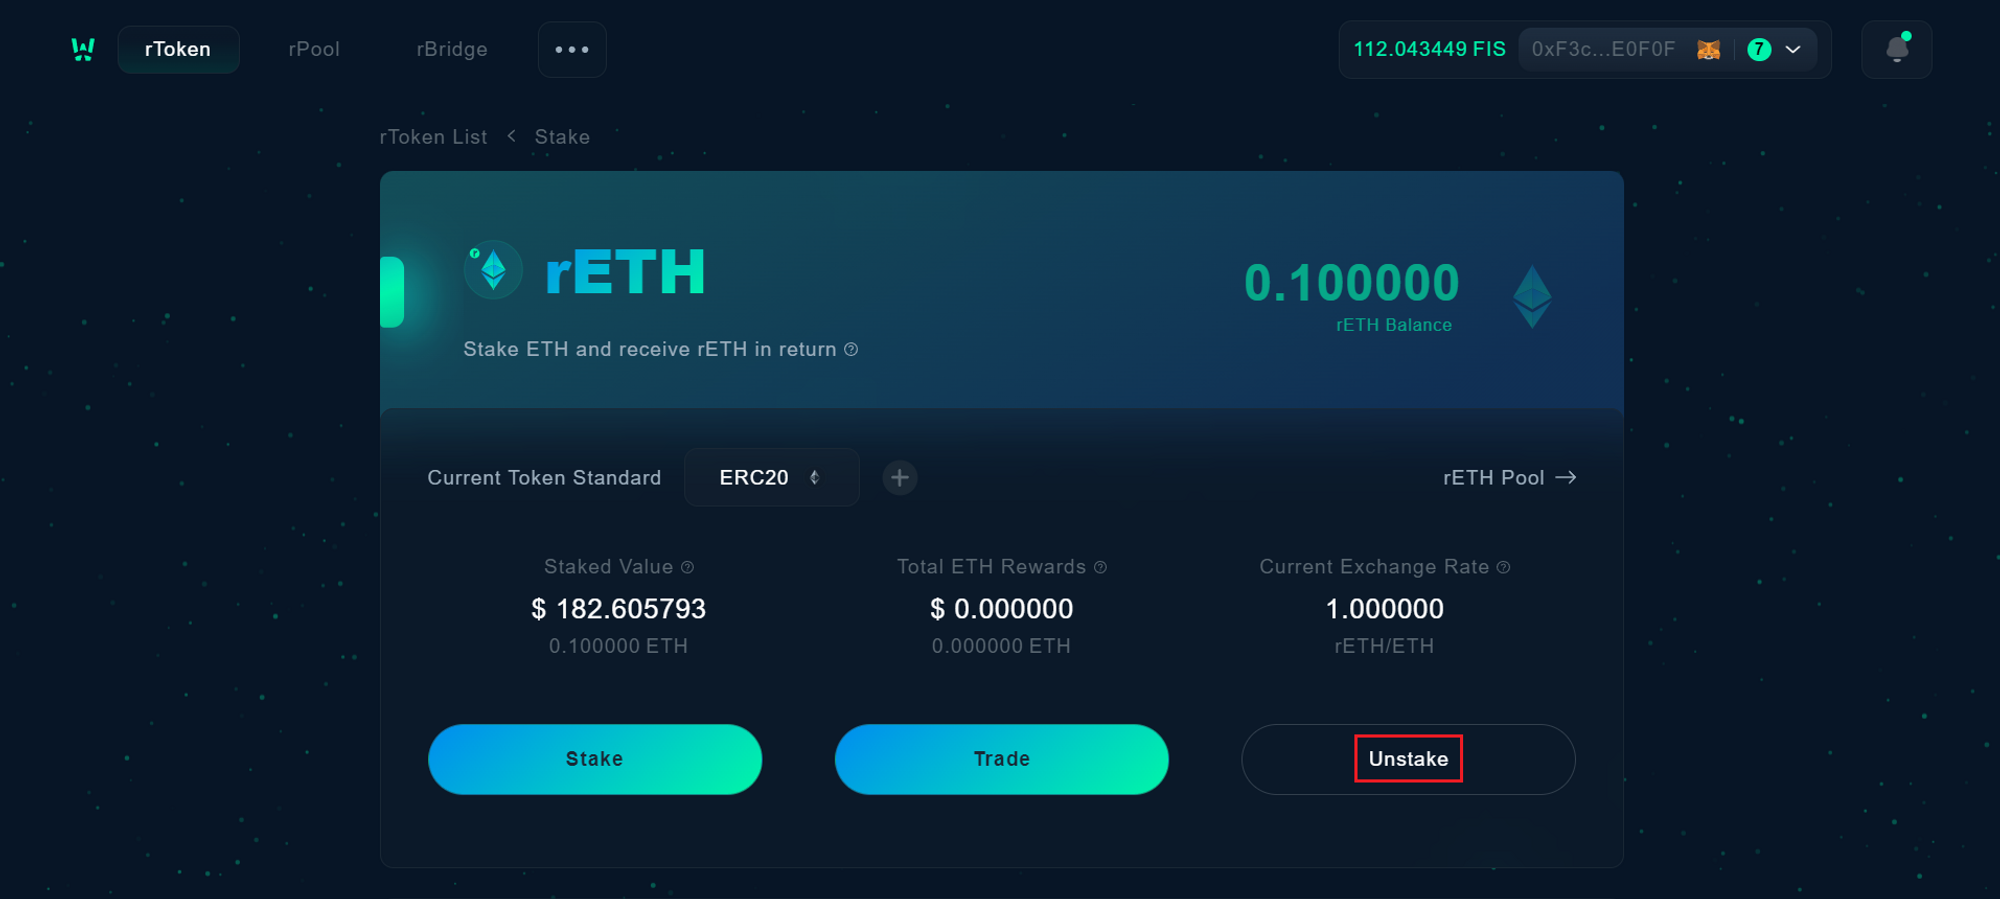 rToken rPool rBridge 112.043449 FIS 0xF3c...E0F0F 7
rToken List < Stake
rETH
0.100000
rETH Balance
Stake ETH and receive rETH in return
Current Token Standard ERC20 rETH Pool →
Staked Value Total ETH Rewards Current Exchange Rate
$ 182.605793 $ 0.000000 1.000000
0.100000 ETH 0.000000 ETH rETH/ETH
Stake Trade Unstake